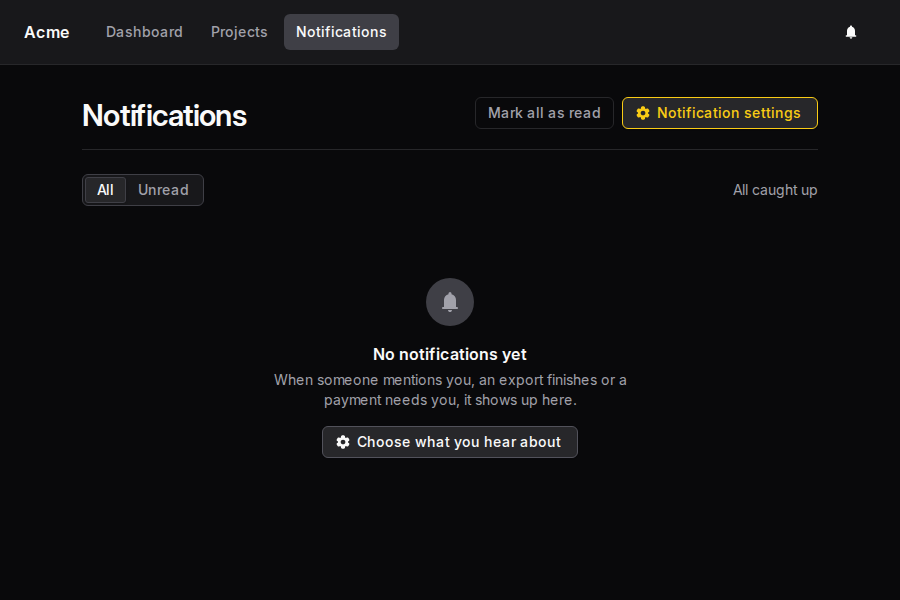 Acme Dashboard Projects Notifications
Notifications
Mark all as read
Notification settings
All Unread
All caught up
No notifications yet
When someone mentions you, an export finishes or a
payment needs you, it shows up here.
Choose what you hear about